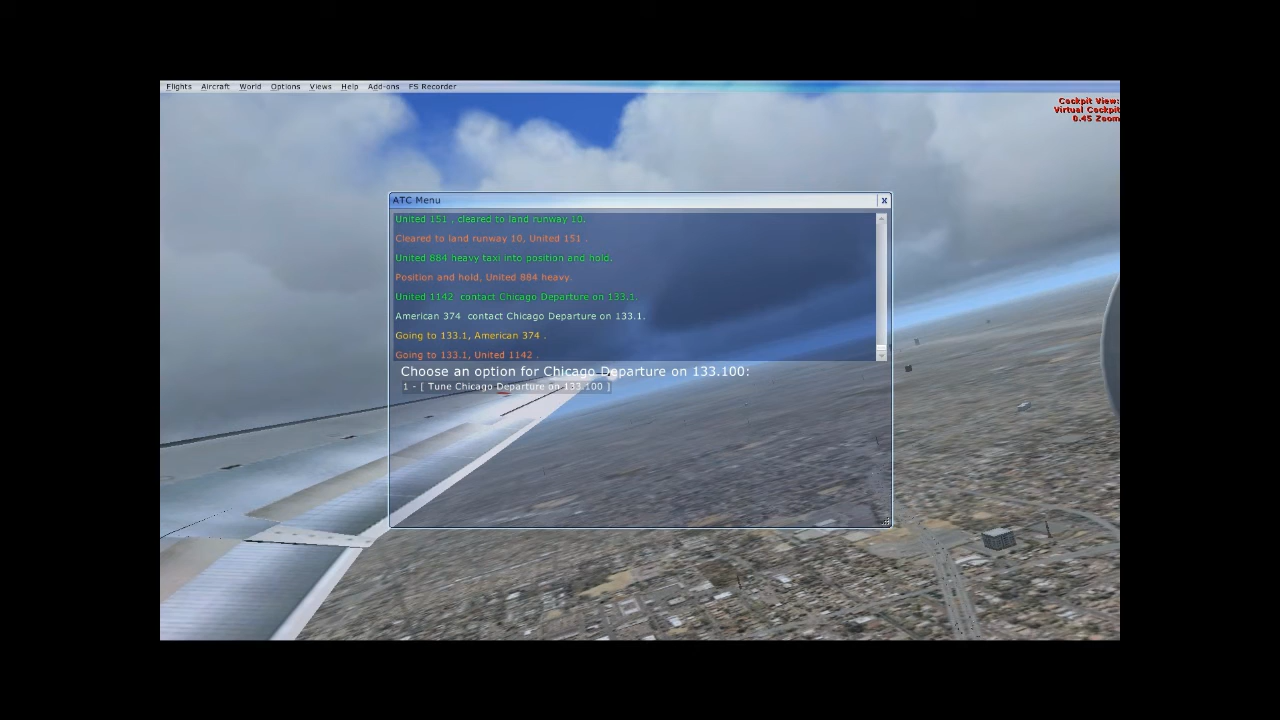 Flights Aircraft World Options Views Help Add-ons FS Recorder
Cockpit View:
Virtual Cockpit
0.45 Zoom
ATC Menu x
United 151 , cleared to land runway 10.
Cleared to land runway 10, United 151 .
United 884 heavy taxi into position and hold.
Position and hold, United 884 heavy.
United 1142 contact Chicago Departure on 133.1.
American 374 contact Chicago Departure on 133.1.
Going to 133.1, American 374 .
Going to 133.1, United 1142 .
Choose an option for Chicago Departure on 133.100:
1 - [ Tune Chicago Departure on 133.100 ]